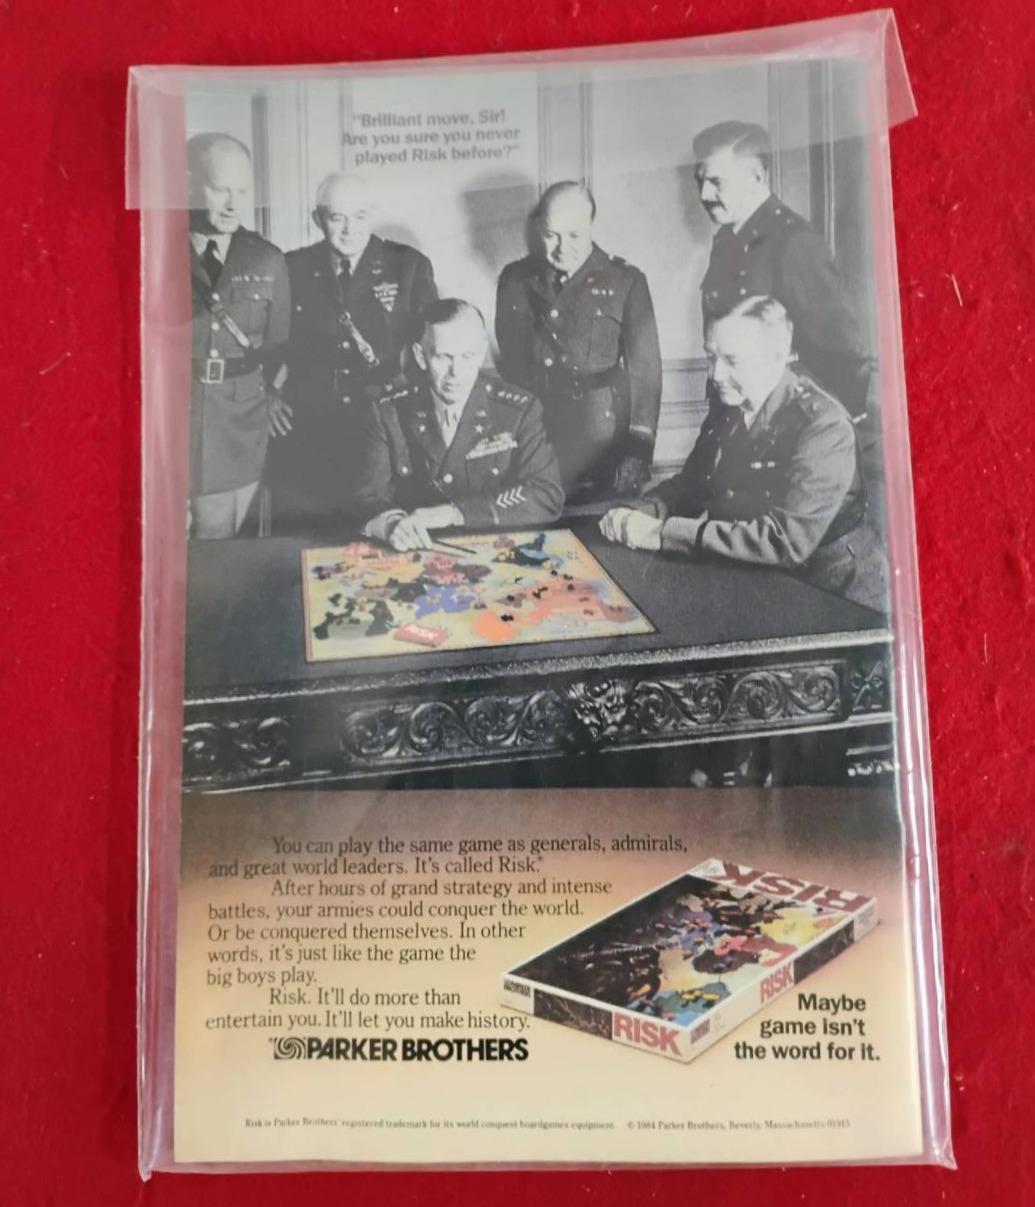 "Brilliant move, Sir!
Are you sure you never
played Risk before?"
RISK
You can play the same game as generals, admirals,
and great world leaders. It's called Risk.*
After hours of grand strategy and intense
battles, your armies could conquer the world.
Or be conquered themselves. In other
words, it's just like the game the
big boys play.
Risk. It'll do more than
entertain you. It'll let you make history.
RISK
RISK
RISK
RISK
Maybe
game isn't
the word for it.
PARKER BROTHERS
Risk is Parker Brothers' registered trademark for its world conquest boardgames equipment. © 1984 Parker Brothers, Beverly, Massachusetts 01915